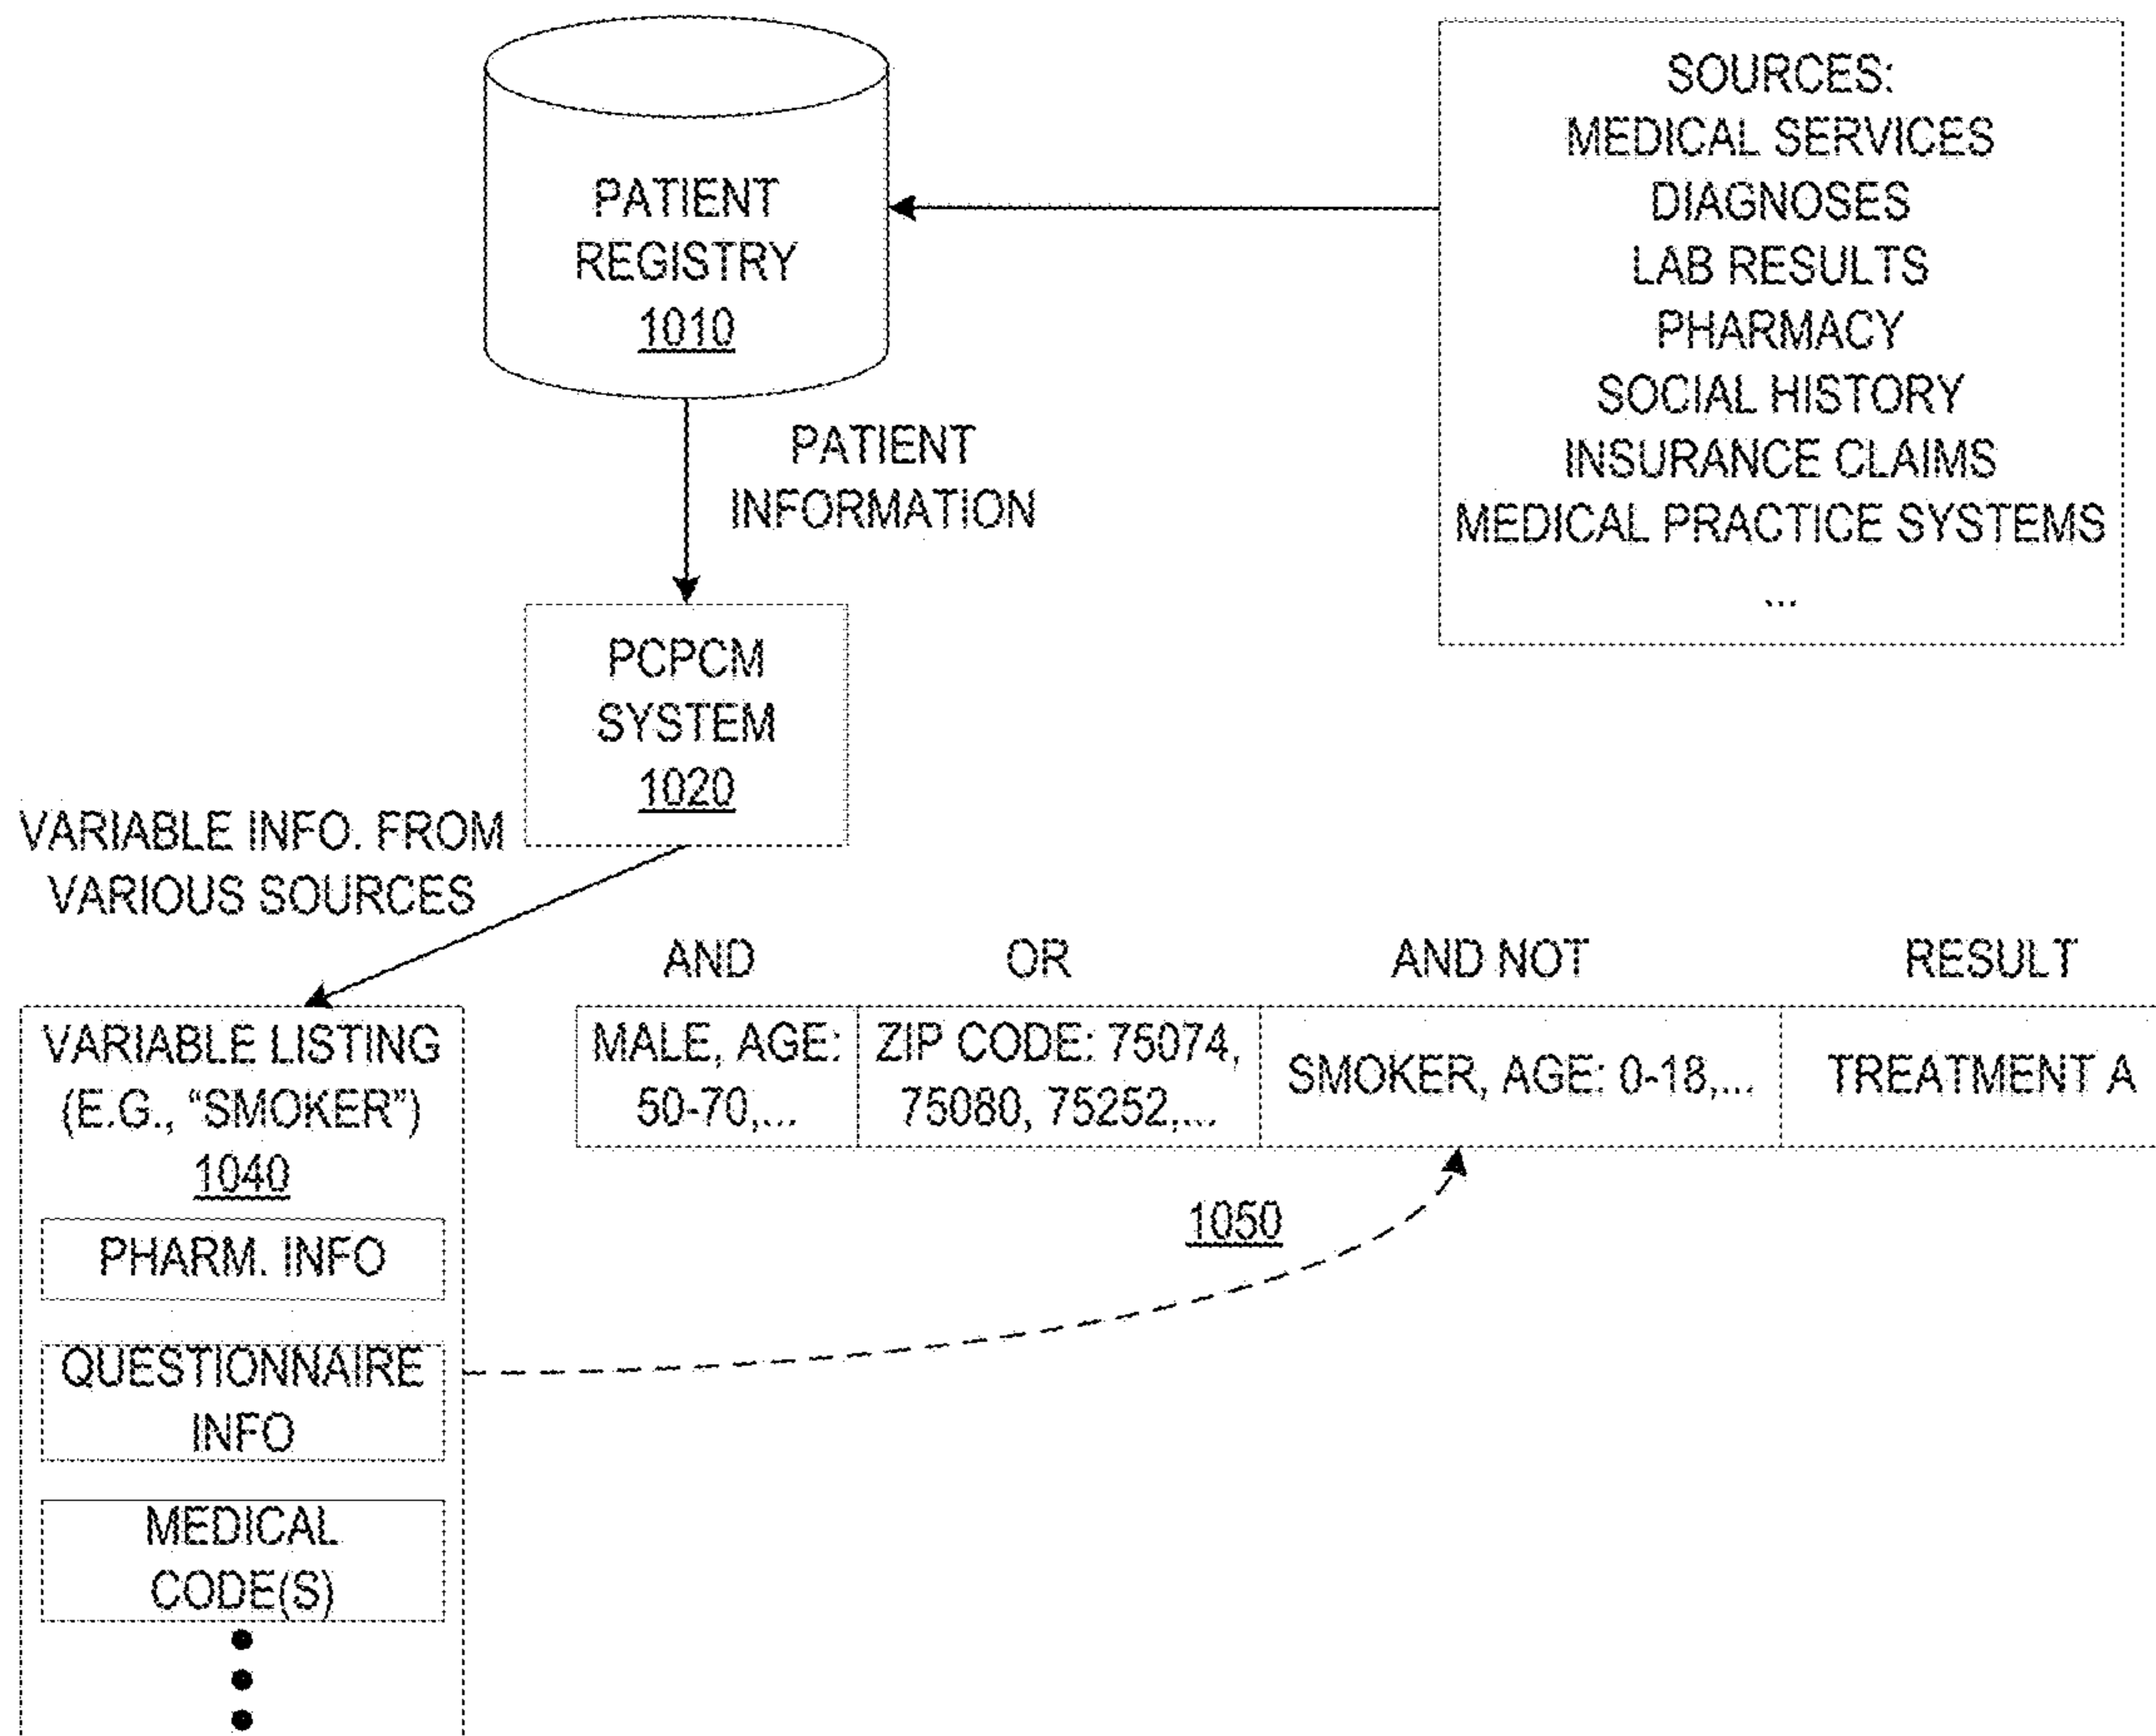 PATIENT
REGISTRY
1010
SOURCES:
MEDICAL SERVICES
DIAGNOSES
LAB RESULTS
PHARMACY
SOCIAL HISTORY
INSURANCE CLAIMS
MEDICAL PRACTICE SYSTEMS
...
PATIENT
INFORMATION
PCPCM
SYSTEM
1020
VARIABLE INFO. FROM
VARIOUS SOURCES
AND
OR
AND NOT
RESULT
MALE, AGE:
50-70,...
ZIP CODE: 75074,
75080, 75252,...
SMOKER, AGE: 0-18,...
TREATMENT A
1050
VARIABLE LISTING
(E.G., “SMOKER”)
1040
PHARM. INFO
QUESTIONNAIRE
INFO
MEDICAL
CODE(S)